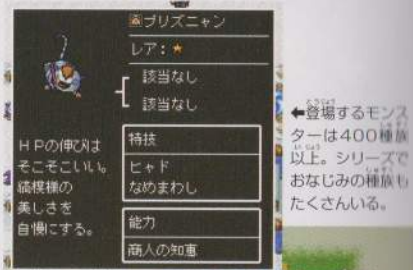 プリズニャン
レア：★
該当なし
該当なし
HPの伸びは
そこそこいい。
縞模様の
美しさを
自慢にする。
特技
ヒャド
なめまわし
能力
商人の知恵
←登場するモンス
ターは400種族
以上。シリーズで
おなじみの種族も
たくさんいる。